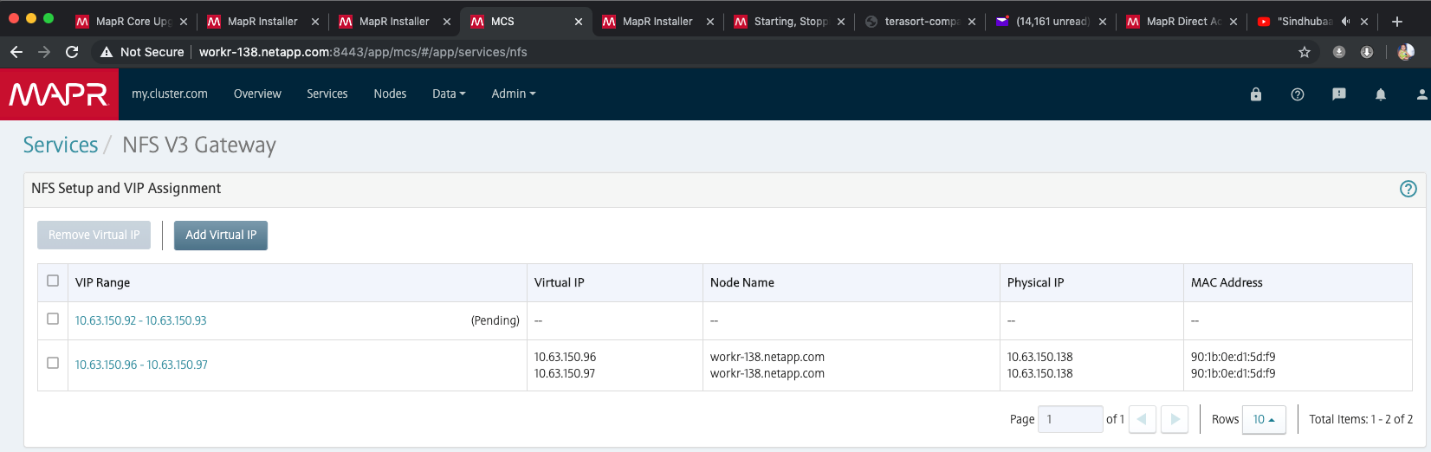 MapR Core Upg
MapR Installer
MapR Installer
MCS
MapR Installer
Starting, Stopp
terasort-compa
(14,161 unread)
MapR Direct Ac
"Sindhubaa
Not Secure workr-138.netapp.com:8443/app/mcs/#/app/services/nfs
MAPR my.cluster.com Overview Services Nodes Data Admin
Services / NFS V3 Gateway
NFS Setup and VIP Assignment
Remove Virtual IP Add Virtual IP
VIP Range Virtual IP Node Name Physical IP MAC Address
10.63.150.92 - 10.63.150.93 (Pending) -- -- -- --
10.63.150.96 - 10.63.150.97
10.63.150.96 workr-138.netapp.com 10.63.150.138 90:1b:0e:d1:5d:f9
10.63.150.97 workr-138.netapp.com 10.63.150.138 90:1b:0e:d1:5d:f9
Page 1 of 1 Rows 10 Total Items: 1 - 2 of 2